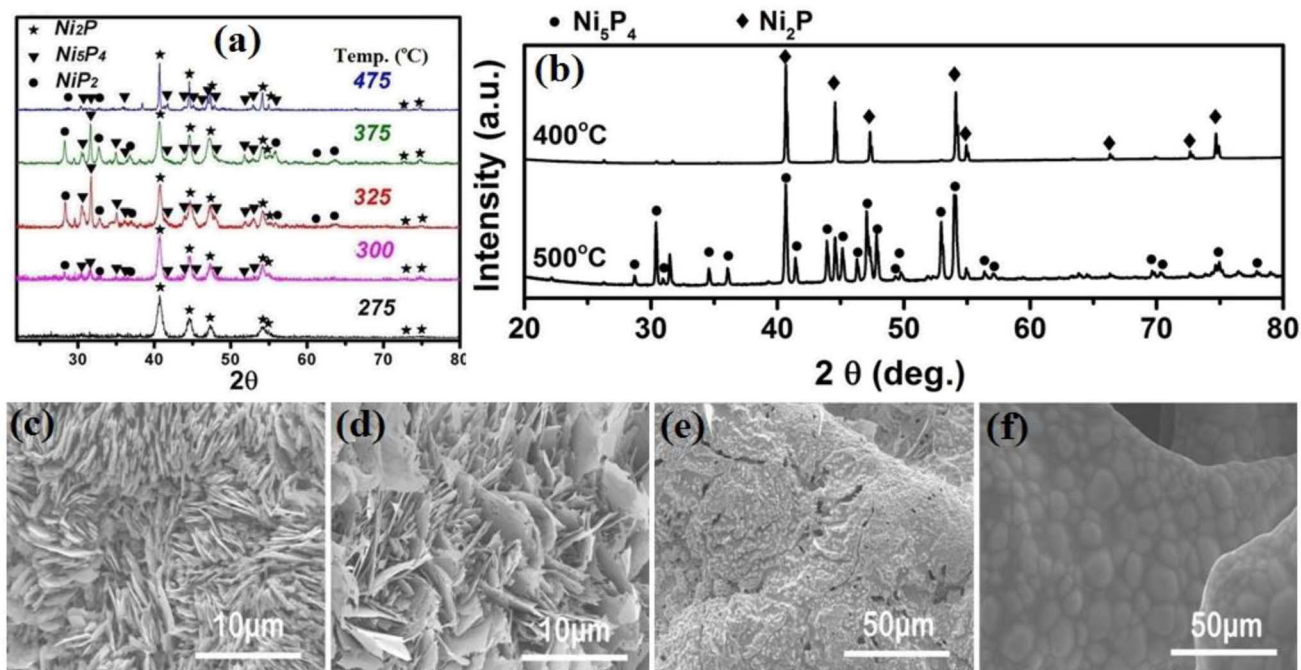 ★ Ni₂P
▼ Ni₅P₄
● NiP₂
(a)
Temp. (ºC)
475
375
325
300
275
30 40 50 60 70 80
2θ
● Ni₅P₄ ◆ Ni₂P
(b)
Intensity (a.u.)
400°C
500°C
20 30 40 50 60 70 80
2 θ (deg.)
(c)
10µm
(d)
10µm
(e)
50µm
(f)
50µm